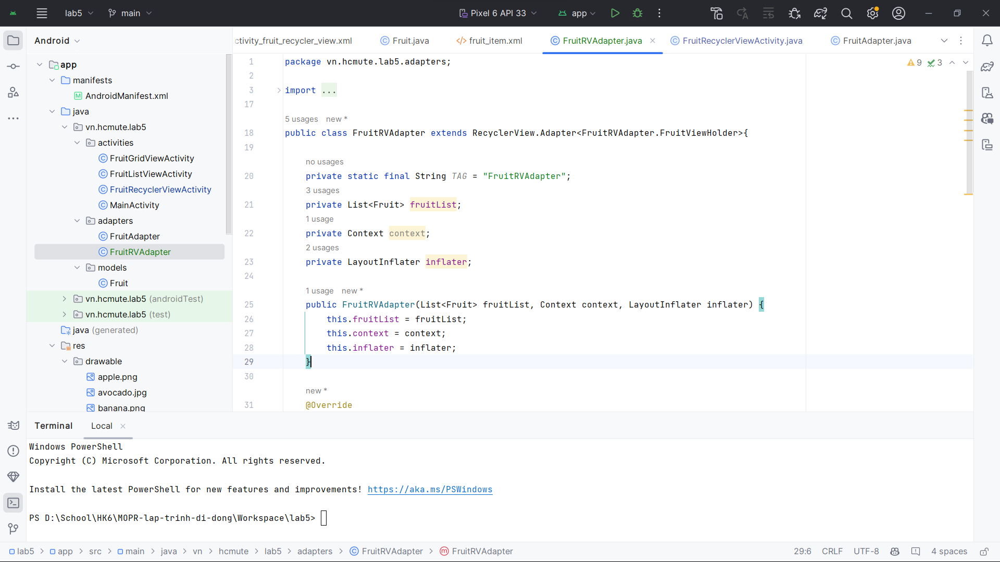 lab5 main Pixel 6 API 33 app
Android
ctivity_fruit_recycler_view.xml Fruit.java fruit_item.xml FruitRVAdapter.java FruitRecyclerViewActivity.java FruitAdapter.java
app
manifests
AndroidManifest.xml
java
vn.hcmute.lab5
activities
FruitGridViewActivity
FruitListViewActivity
FruitRecyclerViewActivity
MainActivity
adapters
FruitAdapter
FruitRVAdapter
models
Fruit
vn.hcmute.lab5 (androidTest)
vn.hcmute.lab5 (test)
java (generated)
res
drawable
apple.png
avocado.jpg
banana.png
9 3
1 package vn.hcmute.lab5.adapters;
2
3 import ...
17
5 usages new *
18 public class FruitRVAdapter extends RecyclerView.Adapter<FruitRVAdapter.FruitViewHolder>{
19
no usages
20 private static final String TAG = "FruitRVAdapter";
3 usages
21 private List<Fruit> fruitList;
1 usage
22 private Context context;
2 usages
23 private LayoutInflater inflater;
24
1 usage new *
25 public FruitRVAdapter(List<Fruit> fruitList, Context context, LayoutInflater inflater) {
26 this.fruitList = fruitList;
27 this.context = context;
28 this.inflater = inflater;
29 }
30
new *
31 @Override
Terminal Local
Windows PowerShell
Copyright (C) Microsoft Corporation. All rights reserved.
Install the latest PowerShell for new features and improvements! https://aka.ms/PSWindows
PS D:\School\HK6\MOPR-lap-trinh-di-dong\Workspace\lab5>
lab5 > app > src > main > java > vn > hcmute > lab5 > adapters > FruitRVAdapter > FruitRVAdapter 29:6 CRLF UTF-8 4 spaces